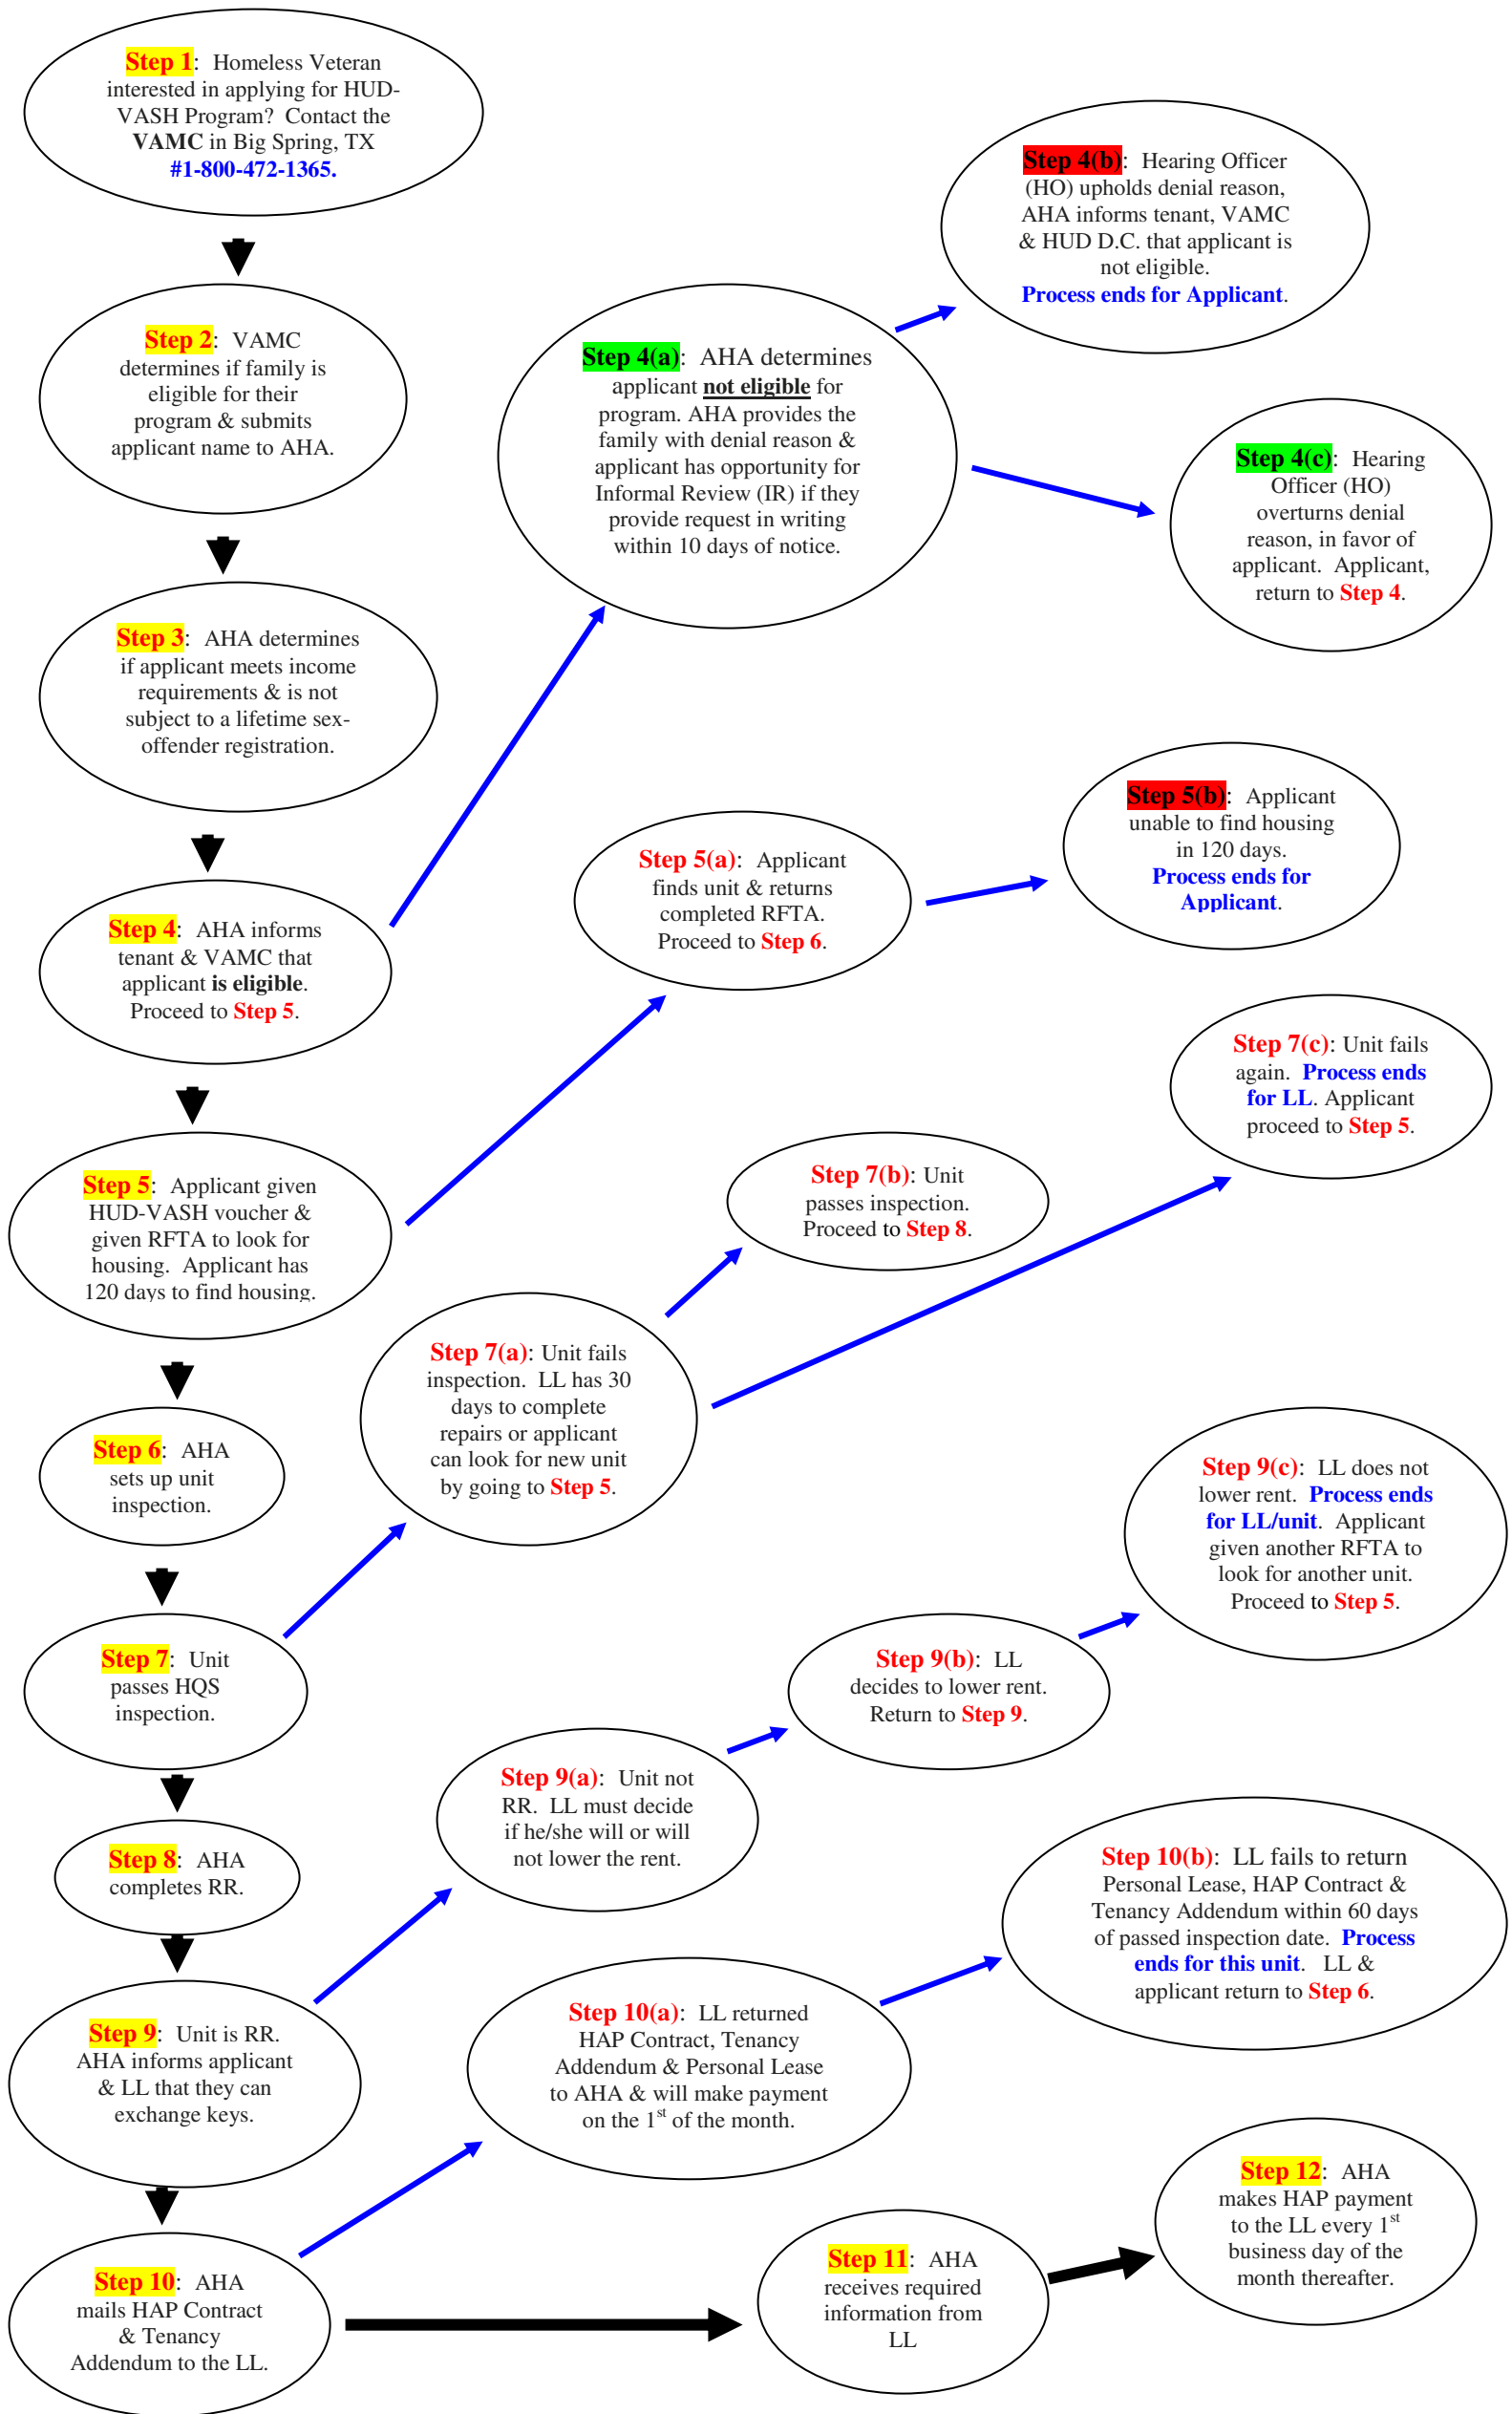 Step 1: Homeless Veteran
interested in applying for HUD-
VASH Program? Contact the
VAMC in Big Spring, TX
#1-800-472-1365.
Step 2: VAMC
determines if family is
eligible for their
program & submits
applicant name to AHA.
Step 3: AHA determines
if applicant meets income
requirements & is not
subject to a lifetime sex-
offender registration.
Step 4: AHA informs
tenant & VAMC that
applicant is eligible.
Proceed to Step 5.
Step 4(a): AHA determines
applicant not eligible for
program. AHA provides the
family with denial reason &
applicant has opportunity for
Informal Review (IR) if they
provide request in writing
within 10 days of notice.
Step 4(b): Hearing Officer
(HO) upholds denial reason,
AHA informs tenant, VAMC
& HUD D.C. that applicant is
not eligible.
Process ends for Applicant.
Step 4(c): Hearing
Officer (HO)
overturns denial
reason, in favor of
applicant. Applicant,
return to Step 4.
Step 5: Applicant given
HUD-VASH voucher &
given RFTA to look for
housing. Applicant has
120 days to find housing.
Step 5(a): Applicant
finds unit & returns
completed RFTA.
Proceed to Step 6.
Step 5(b): Applicant
unable to find housing
in 120 days.
Process ends for
Applicant.
Step 6: AHA
sets up unit
inspection.
Step 7: Unit
passes HQS
inspection.
Step 7(a): Unit fails
inspection. LL has 30
days to complete
repairs or applicant
can look for new unit
by going to Step 5.
Step 7(b): Unit
passes inspection.
Proceed to Step 8.
Step 7(c): Unit fails
again. Process ends
for LL. Applicant
proceed to Step 5.
Step 8: AHA
completes RR.
Step 9: Unit is RR.
AHA informs applicant
& LL that they can
exchange keys.
Step 9(a): Unit not
RR. LL must decide
if he/she will or will
not lower the rent.
Step 9(b): LL
decides to lower rent.
Return to Step 9.
Step 9(c): LL does not
lower rent. Process ends
for LL/unit. Applicant
given another RFTA to
look for another unit.
Proceed to Step 5.
Step 10: AHA
mails HAP Contract
& Tenancy
Addendum to the LL.
Step 10(a): LL returned
HAP Contract, Tenancy
Addendum & Personal Lease
to AHA & will make payment
on the 1st of the month.
Step 10(b): LL fails to return
Personal Lease, HAP Contract &
Tenancy Addendum within 60 days
of passed inspection date. Process
ends for this unit. LL &
applicant return to Step 6.
Step 11: AHA
receives required
information from
LL
Step 12: AHA
makes HAP payment
to the LL every 1st
business day of the
month thereafter.